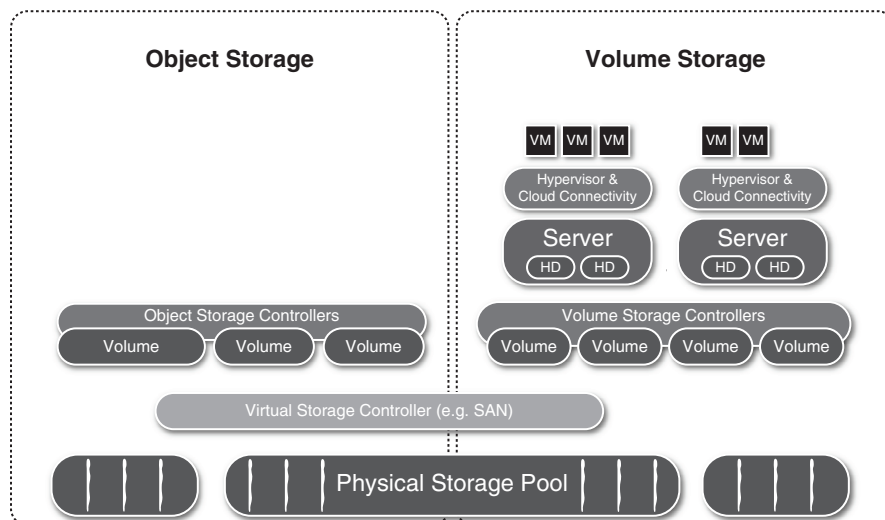 Object Storage
Volume Storage
VM VM VM
VM VM
Hypervisor &
Cloud Connectivity
Hypervisor &
Cloud Connectivity
Server
Server
HD HD
HD HD
Object Storage Controllers
Volume Storage Controllers
Volume Volume Volume
Volume Volume Volume Volume
Virtual Storage Controller (e.g. SAN)
Physical Storage Pool